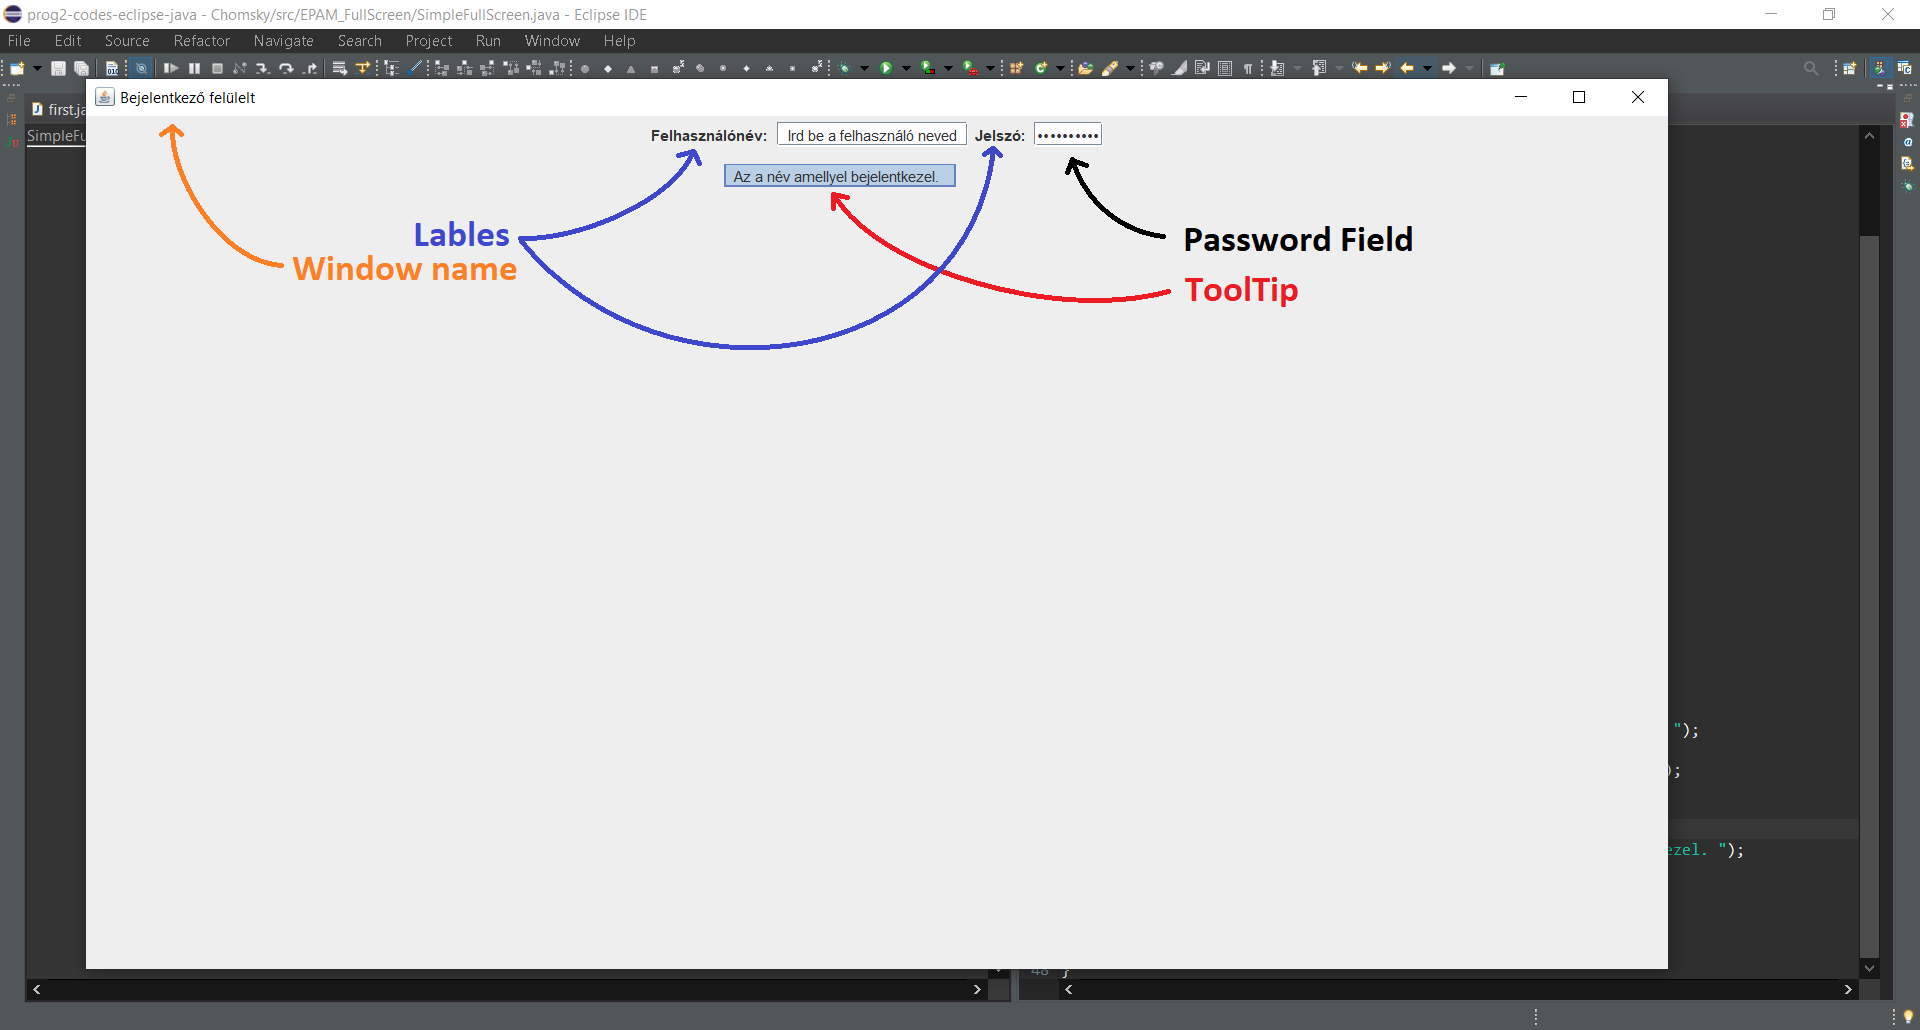 prog2-codes-eclipse-java - Chomsky/src/EPAM_FullScreen/SimpleFullScreen.java - Eclipse IDE
File Edit Source Refactor Navigate Search Project Run Window Help
Bejelentkező felülelt
first.ja
SimpleFu
Felhasználónév: Ird be a felhasználó neved Jelszó: ••••••••••
Az a név amellyel bejelentkezel.
Lables
Window name
Password Field
ToolTip
");
);
ezel. ");
48 }